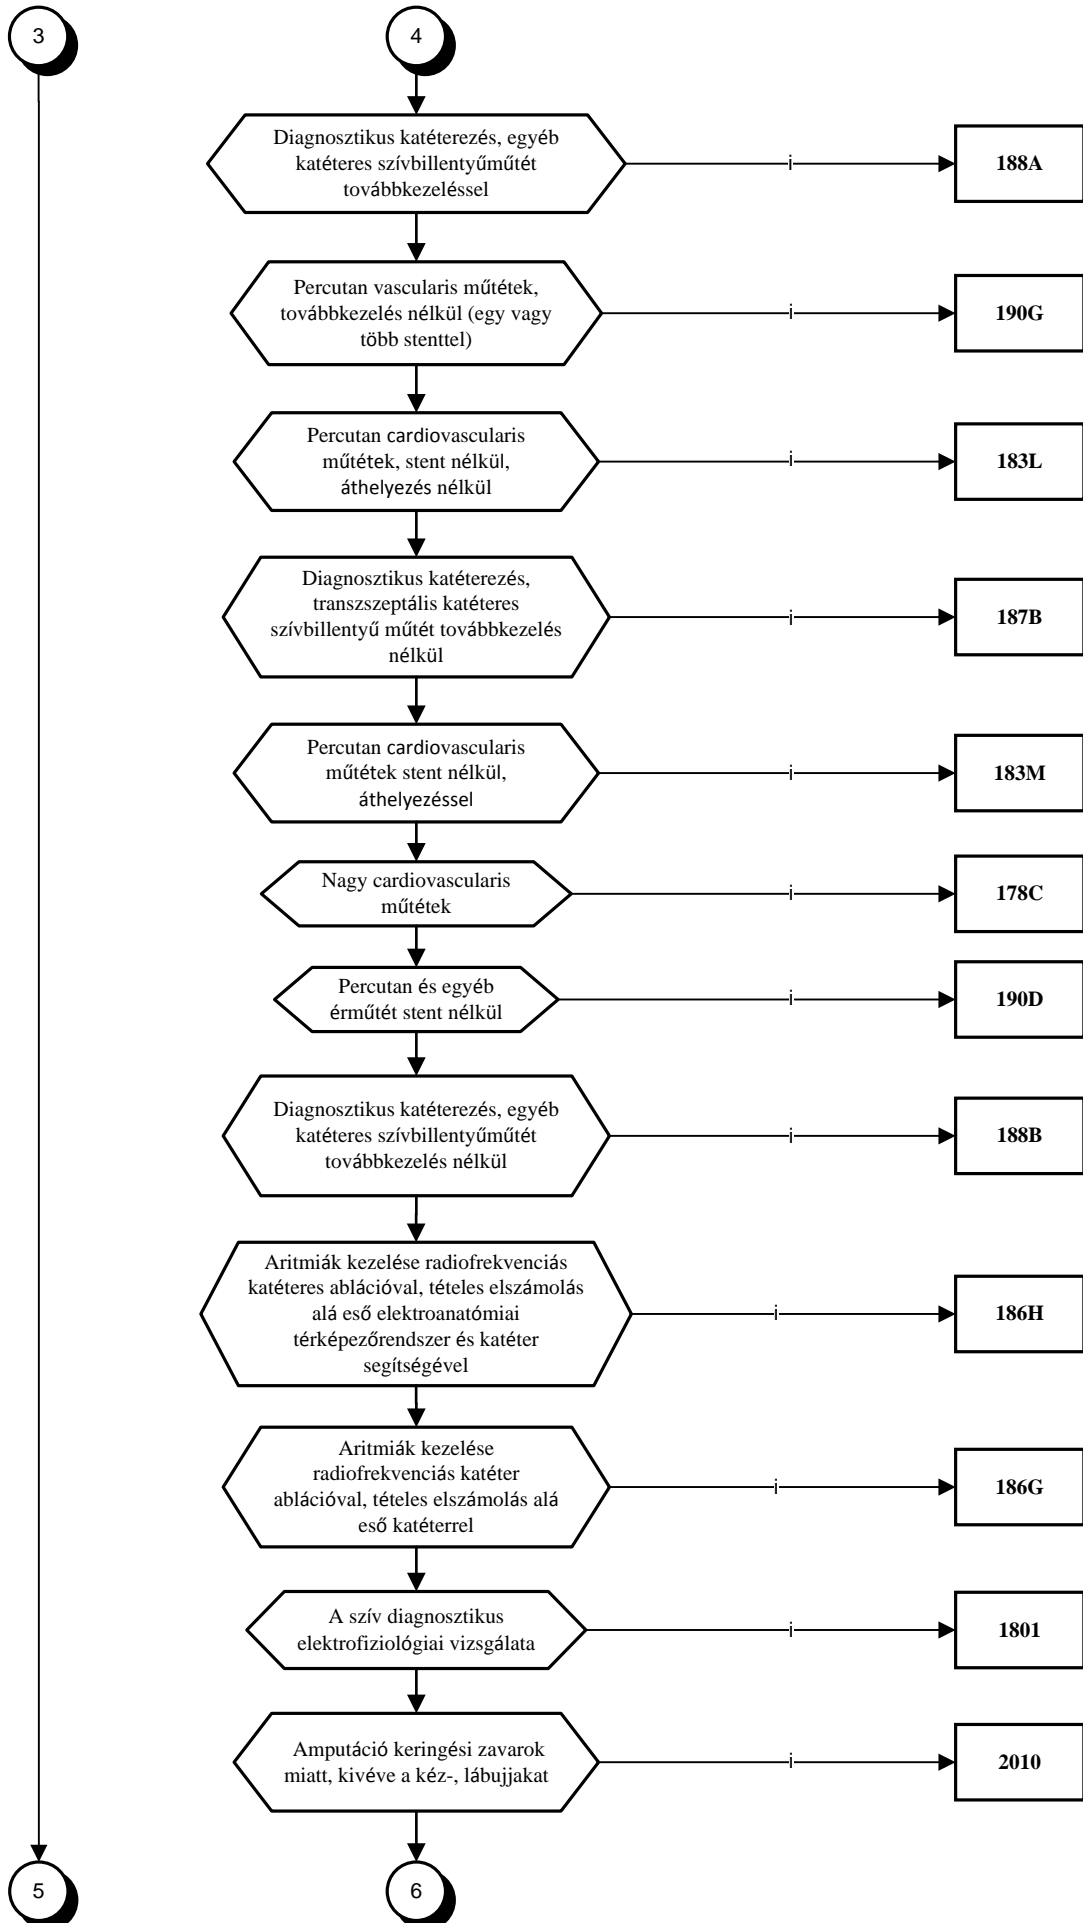 3
4
Diagnosztikus katéterezés, egyéb
katéteres szívbillentyűműtét
továbbkezeléssel
i
188A
Percutan vascularis műtétek,
továbbkezelés nélkül (egy vagy
több stenttel)
i
190G
Percutan cardiovascularis
műtétek, stent nélkül,
áthelyezés nélkül
i
183L
Diagnosztikus katéterezés,
transzszeptális katéteres
szívbillentyű műtét továbbkezelés
nélkül
i
187B
Percutan cardiovascularis
műtétek stent nélkül,
áthelyezéssel
i
183M
Nagy cardiovascularis
műtétek
i
178C
Percutan és egyéb
érműtét stent nélkül
i
190D
Diagnosztikus katéterezés, egyéb
katéteres szívbillentyűműtét
továbbkezelés nélkül
i
188B
Aritmiák kezelése radiofrekvenciás
katéteres ablációval, tételes elszámolás
alá eső elektroanatómiai
térképezőrendszer és katéter
segítségével
i
186H
Aritmiák kezelése
radiofrekvenciás katéter
ablációval, tételes elszámolás alá
eső katéterrel
i
186G
A szív diagnosztikus
elektrofiziológiai vizsgálata
i
1801
Amputáció keringési zavarok
miatt, kivéve a kéz-, lábujjakat
i
2010
5
6